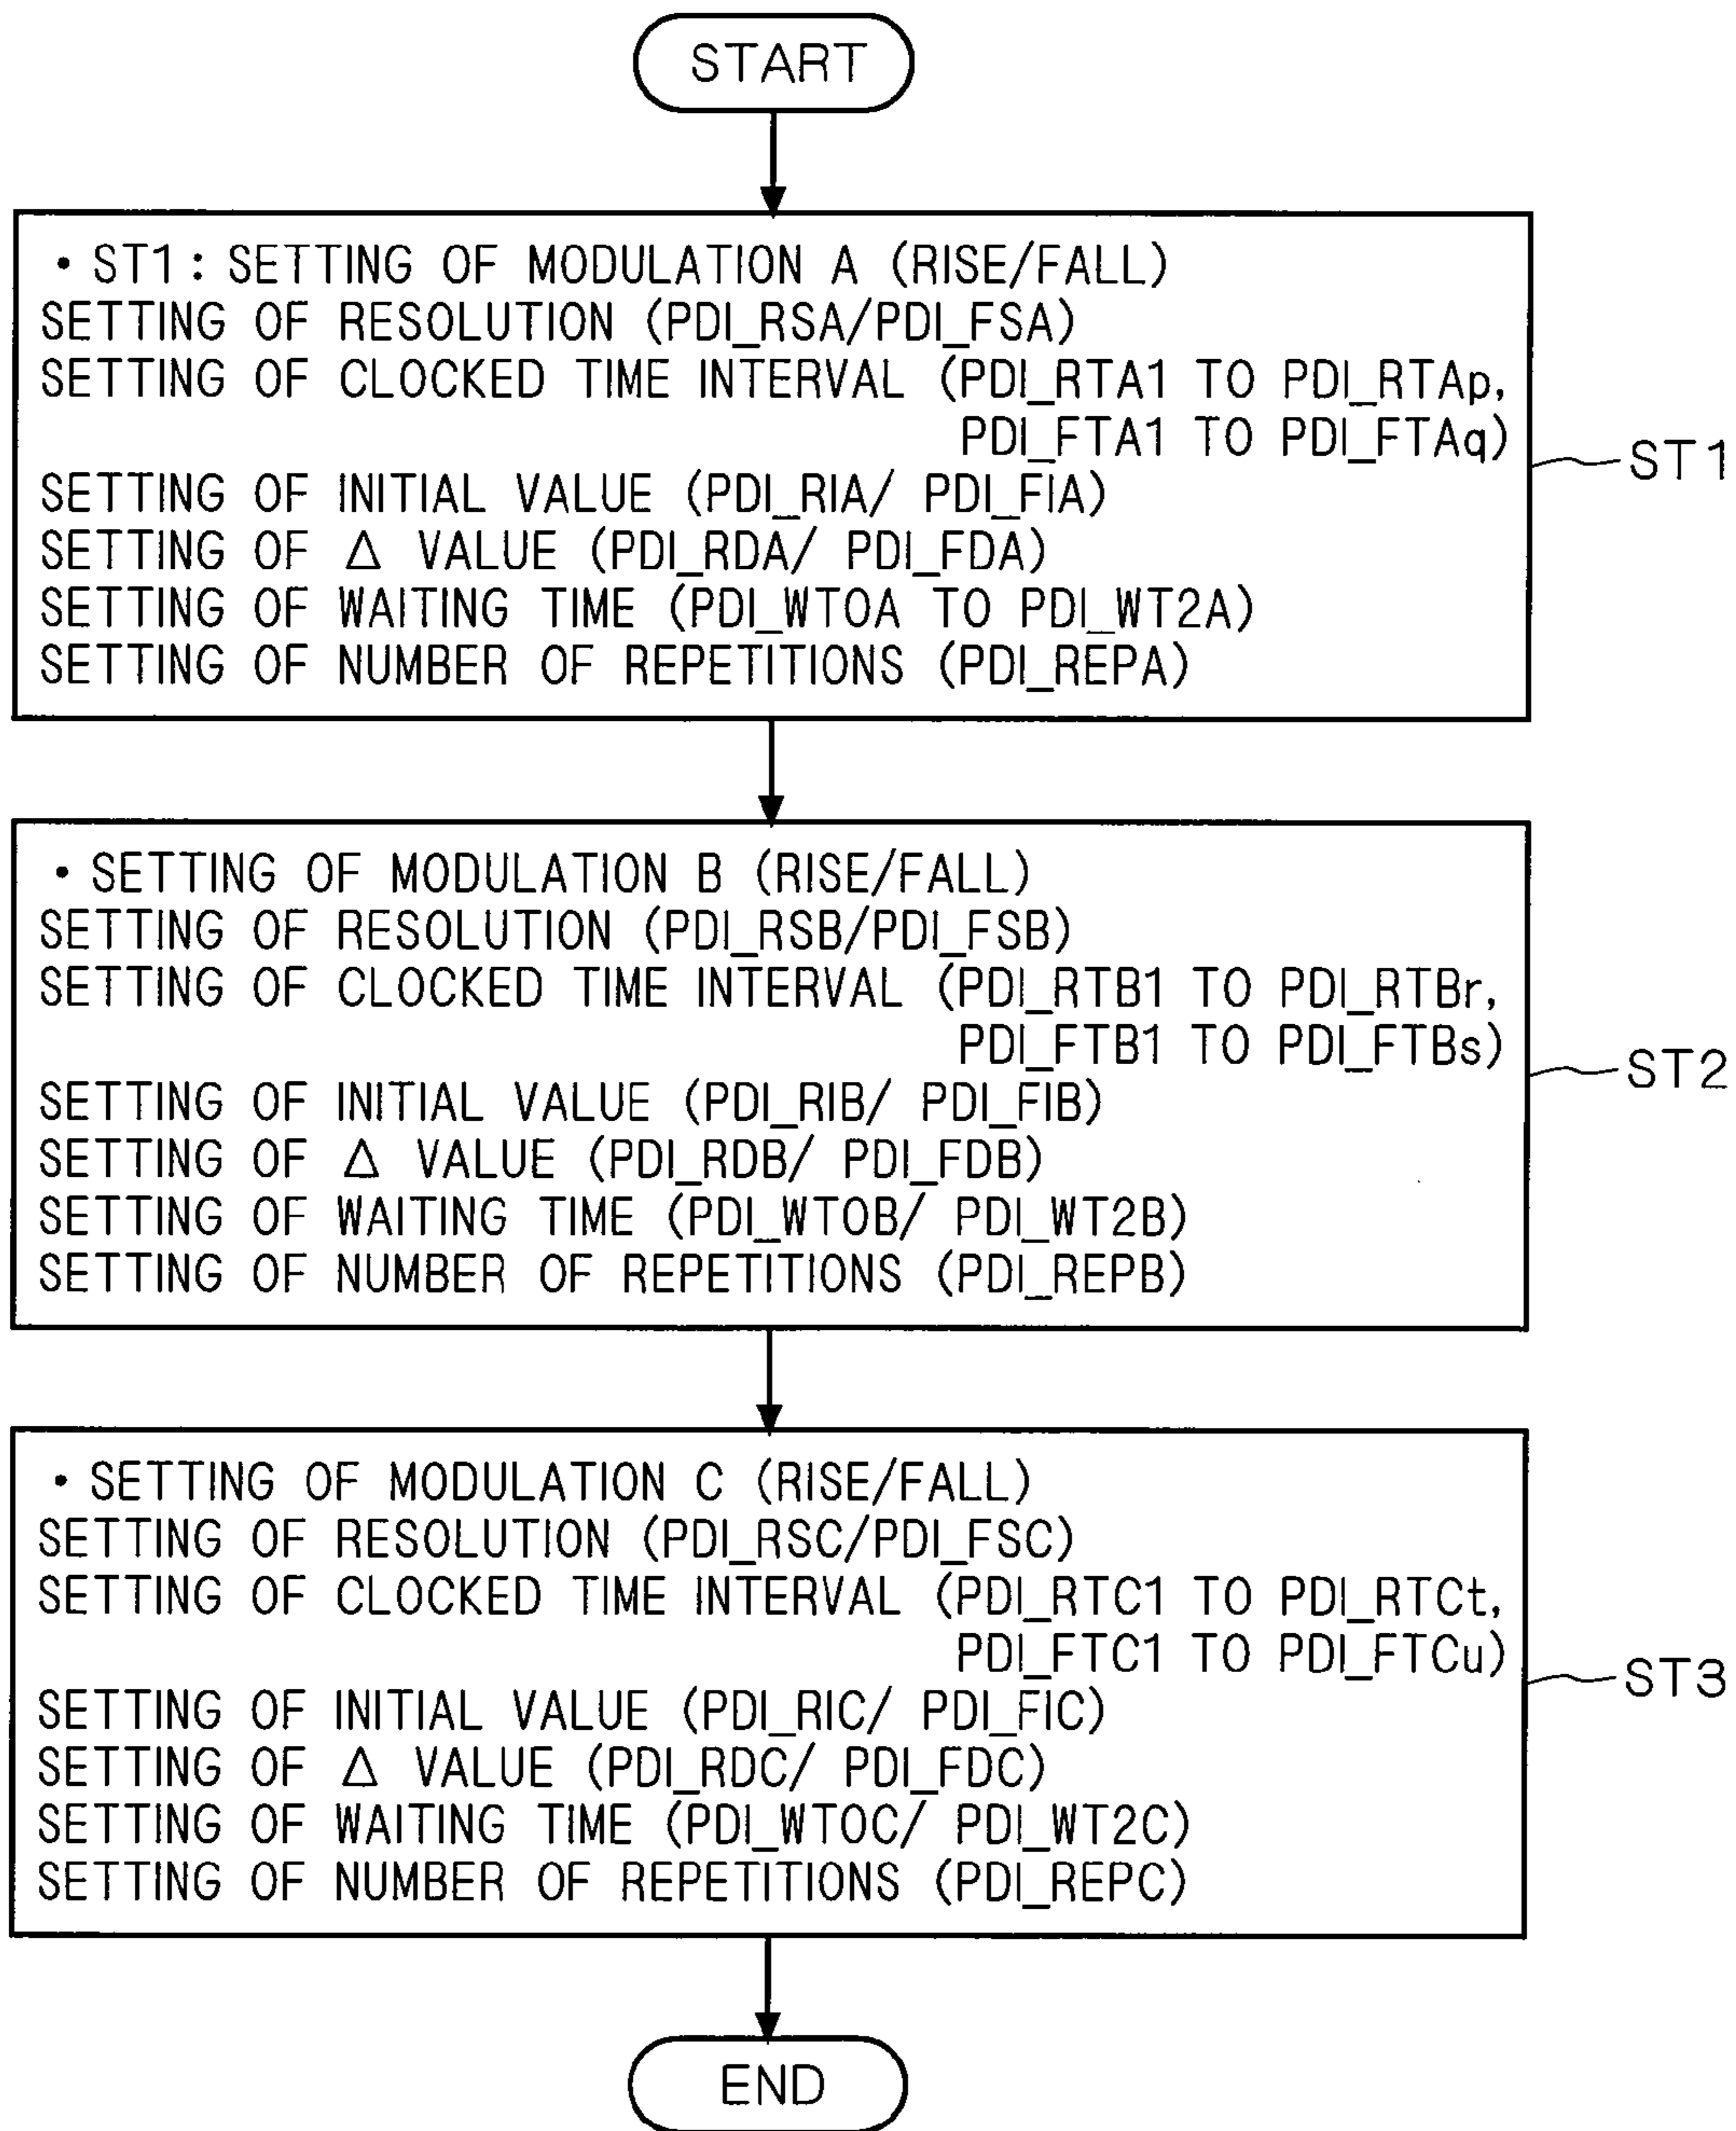 START
• ST1: SETTING OF MODULATION A (RISE/FALL)
SETTING OF RESOLUTION (PDI_RSA/PDI_FSA)
SETTING OF CLOCKED TIME INTERVAL (PDI_RTA1 TO PDI_RTAp,
PDI_FTA1 TO PDI_FTAq)
SETTING OF INITIAL VALUE (PDI_RIA/ PDI_FIA)
SETTING OF Δ VALUE (PDI_RDA/ PDI_FDA)
SETTING OF WAITING TIME (PDI_WT0A TO PDI_WT2A)
SETTING OF NUMBER OF REPETITIONS (PDI_REPA)
ST1
• SETTING OF MODULATION B (RISE/FALL)
SETTING OF RESOLUTION (PDI_RSB/PDI_FSB)
SETTING OF CLOCKED TIME INTERVAL (PDI_RTB1 TO PDI_RTBr,
PDI_FTB1 TO PDI_FTBs)
SETTING OF INITIAL VALUE (PDI_RIB/ PDI_FIB)
SETTING OF Δ VALUE (PDI_RDB/ PDI_FDB)
SETTING OF WAITING TIME (PDI_WT0B/ PDI_WT2B)
SETTING OF NUMBER OF REPETITIONS (PDI_REPB)
ST2
• SETTING OF MODULATION C (RISE/FALL)
SETTING OF RESOLUTION (PDI_RSC/PDI_FSC)
SETTING OF CLOCKED TIME INTERVAL (PDI_RTC1 TO PDI_RTCt,
PDI_FTC1 TO PDI_FTCu)
SETTING OF INITIAL VALUE (PDI_RIC/ PDI_FIC)
SETTING OF Δ VALUE (PDI_RDC/ PDI_FDC)
SETTING OF WAITING TIME (PDI_WT0C/ PDI_WT2C)
SETTING OF NUMBER OF REPETITIONS (PDI_REPC)
ST3
END